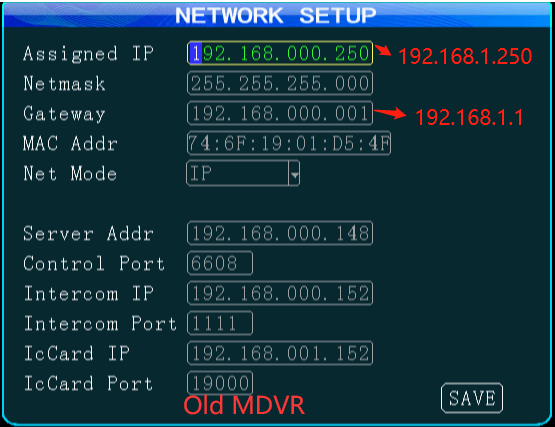 NETWORK SETUP
Assigned IP 192.168.000.250 192.168.1.250
Netmask 255.255.255.000
Gateway 192.168.000.001 192.168.1.1
MAC Addr 74:6F:19:01:D5:4F
Net Mode IP
Server Addr 192.168.000.148
Control Port 6608
Intercom IP 192.168.000.152
Intercom Port 1111
IcCard IP 192.168.001.152
IcCard Port 19000
Old MDVR
SAVE